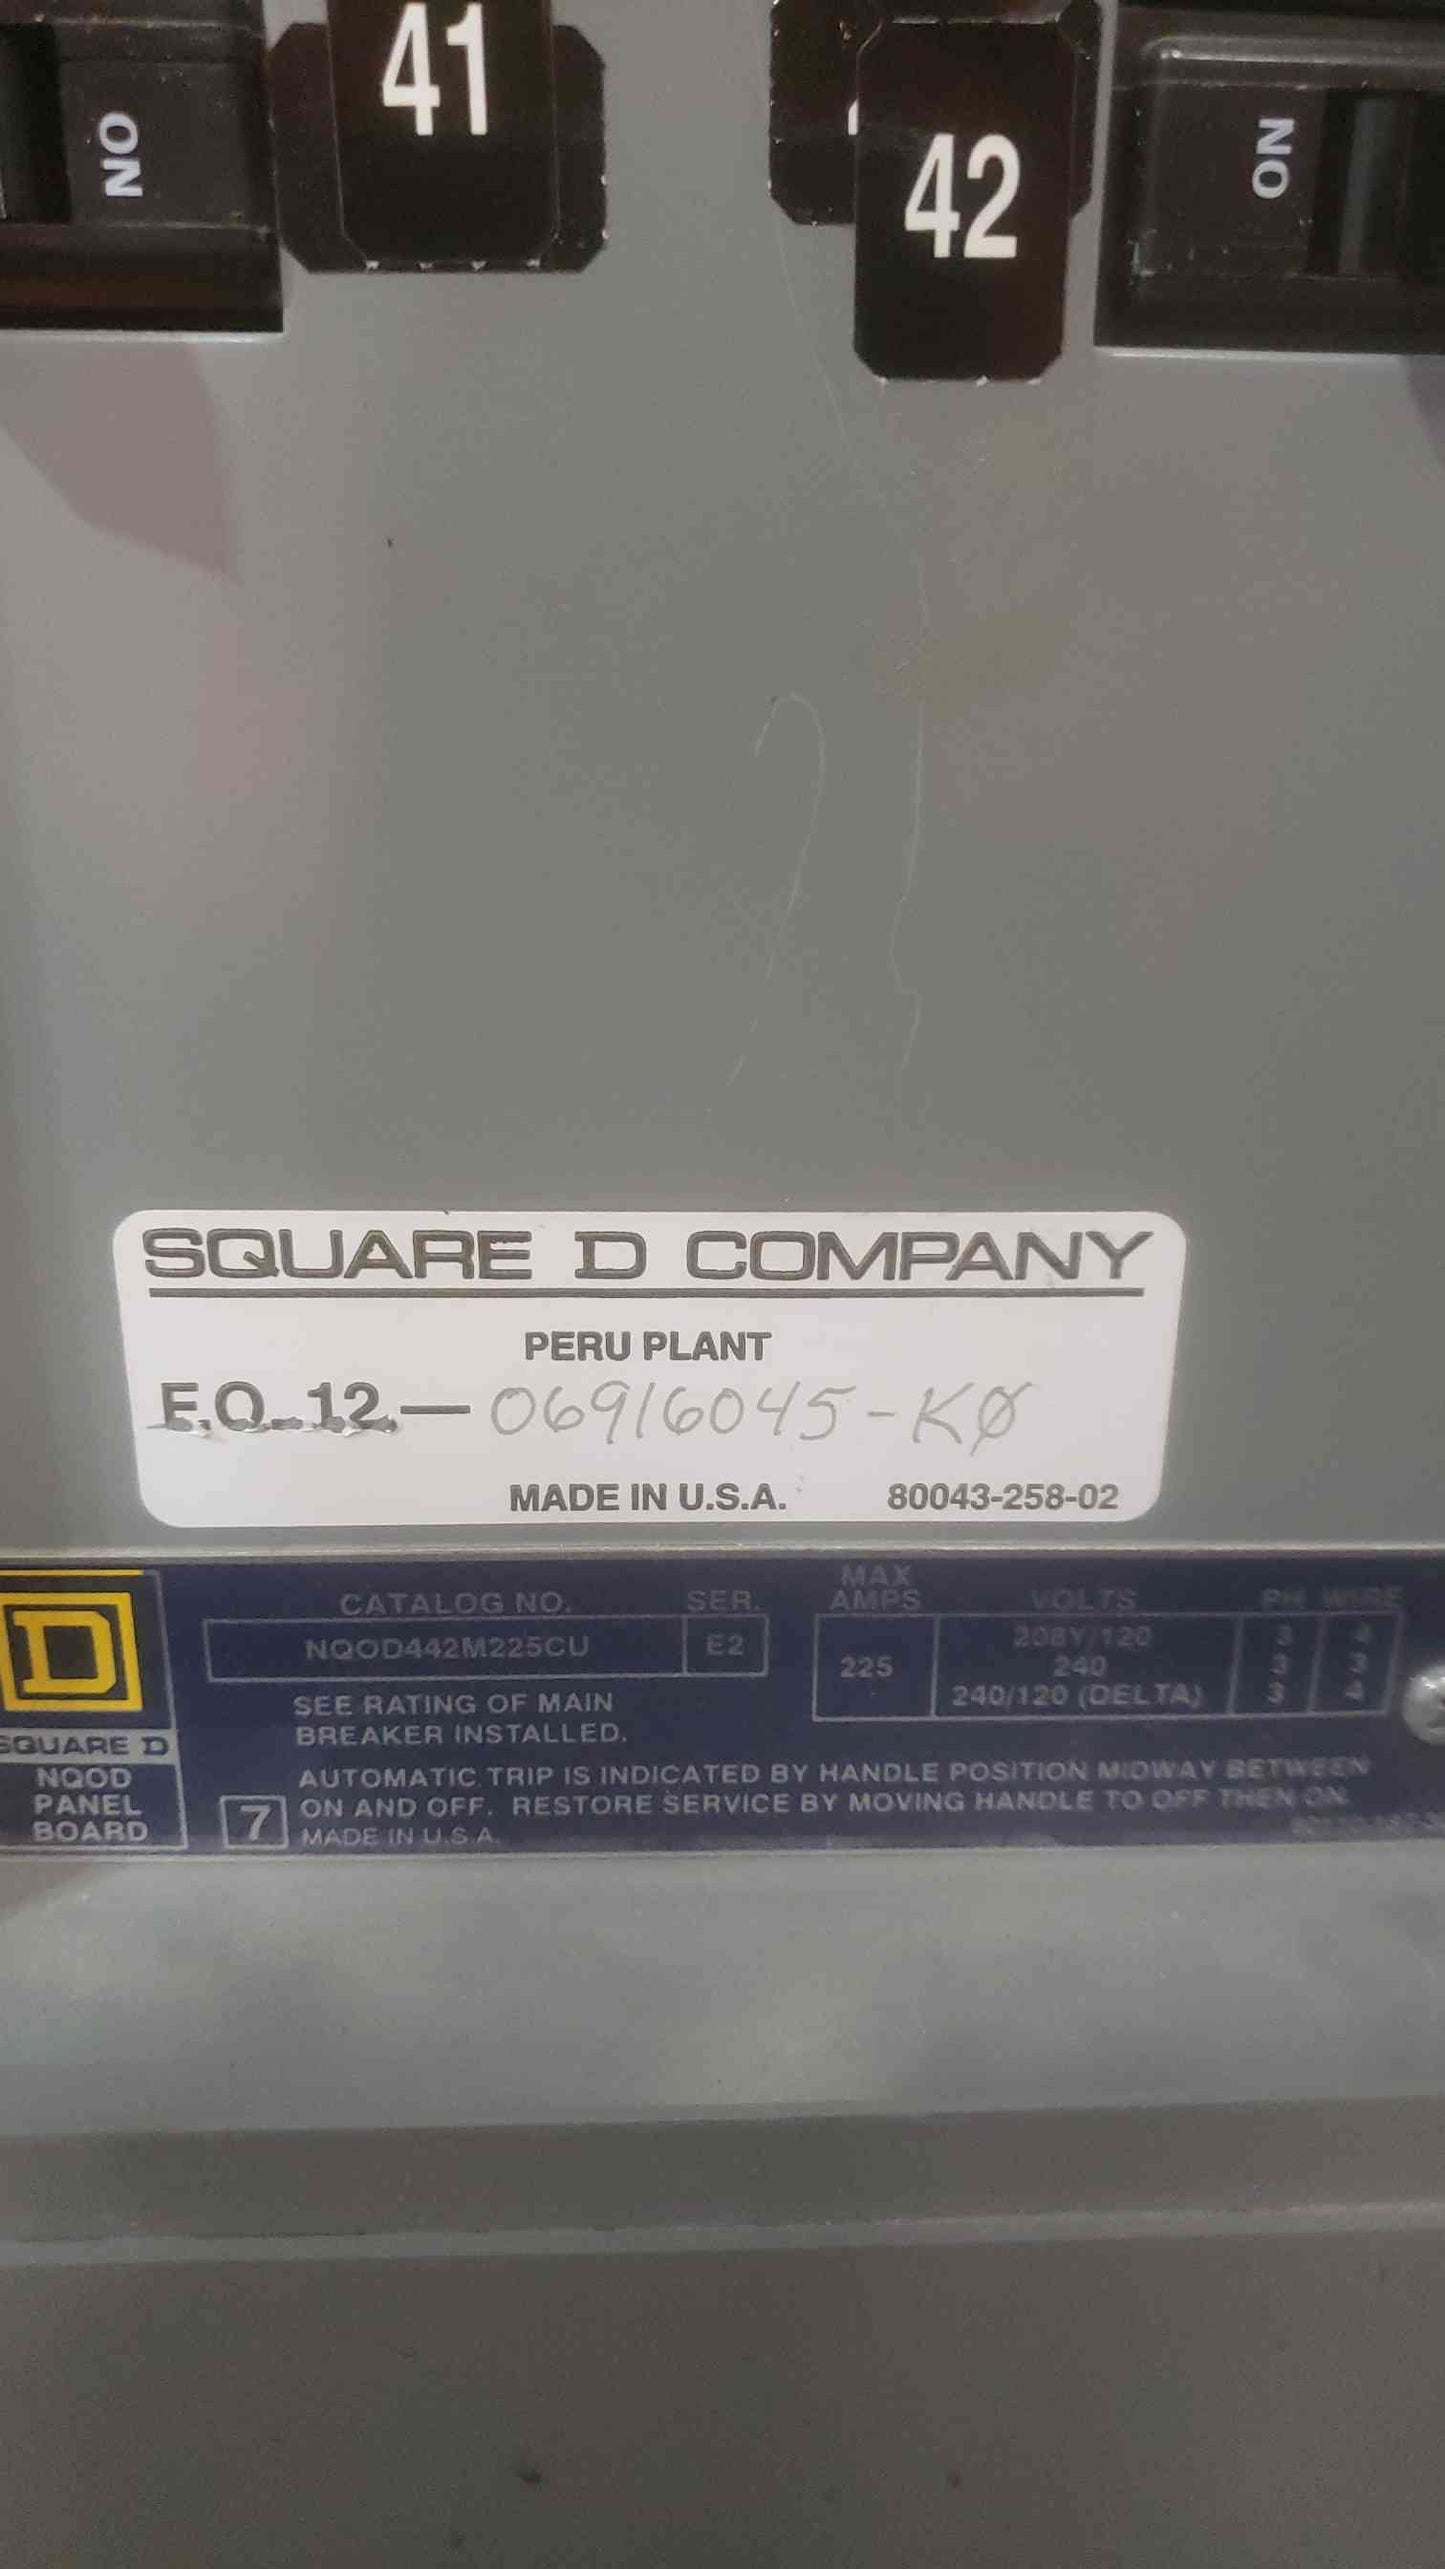 41
42
ON
ON
SQUARE D COMPANY
PERU PLANT
F.O. 12.— 06916045-KØ
MADE IN U.S.A. 80043-258-02
D
SQUARE D
NQOD
PANEL
BOARD
CATALOG NO. SER.
NQOD442M225CU E2
SEE RATING OF MAIN
BREAKER INSTALLED.
MAX
AMPS VOLTS PH WIRE
225
208Y/120 3 4
240 3 3
240/120 (DELTA) 3 4
AUTOMATIC TRIP IS INDICATED BY HANDLE POSITION MIDWAY BETWEEN
ON AND OFF. RESTORE SERVICE BY MOVING HANDLE TO OFF THEN ON.
7 MADE IN U.S.A.